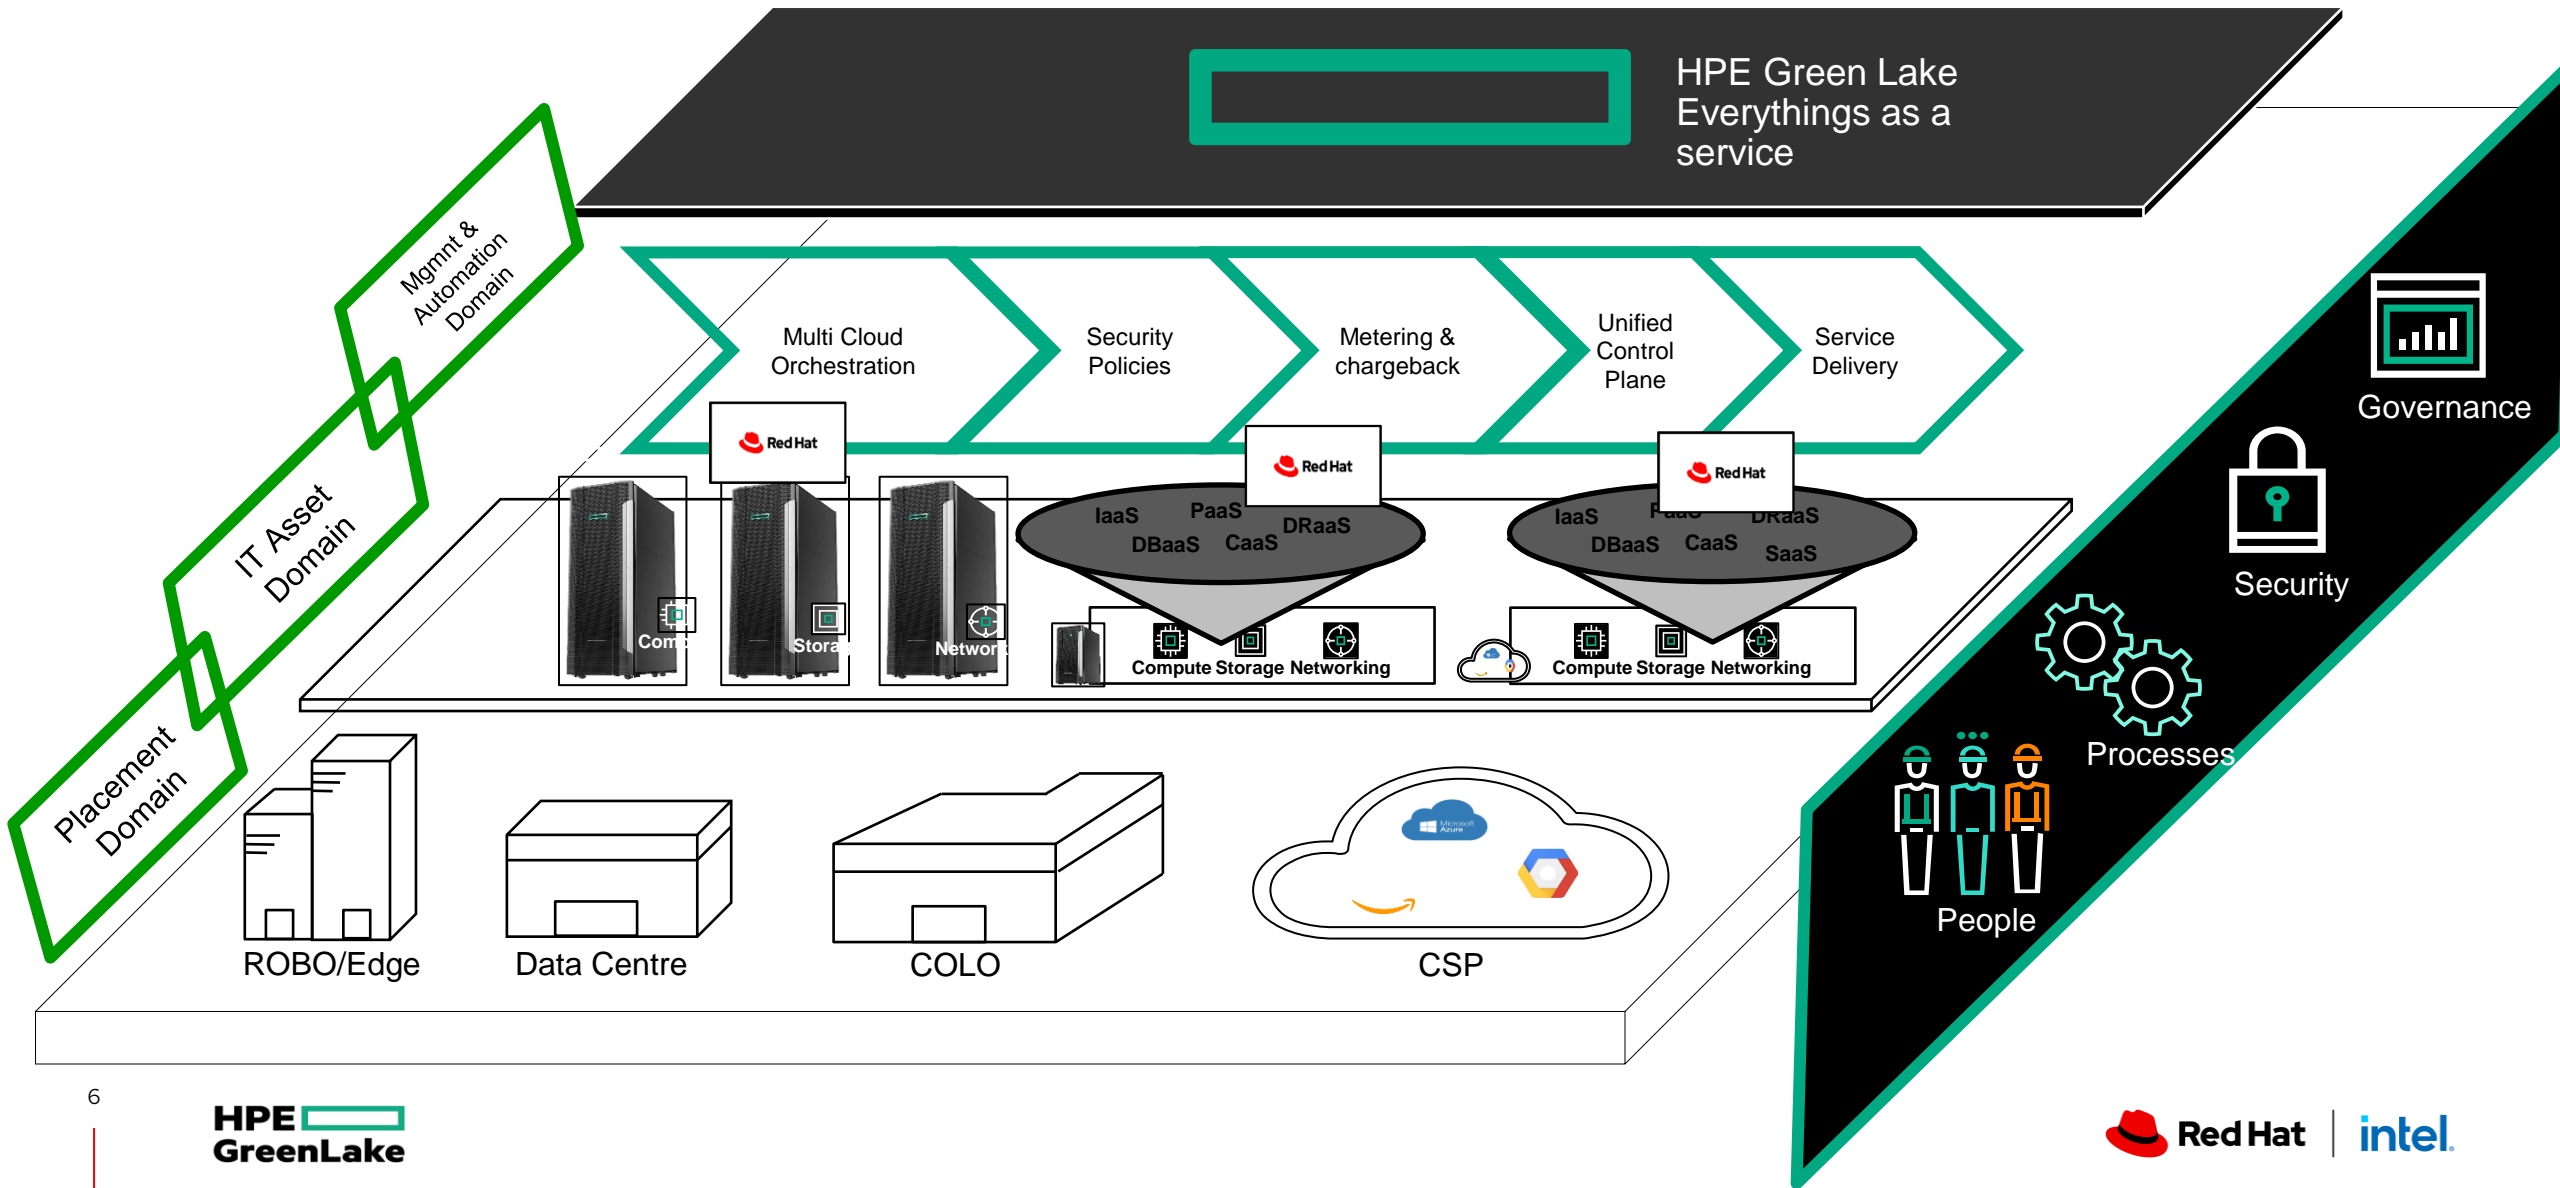 HPE Green Lake
Everythings as a
service
Mgmnt &
Automation
Domain
IT Asset
Domain
Placement
Domain
Multi Cloud
Orchestration
Security
Policies
Metering &
chargeback
Unified
Control
Plane
Service
Delivery
Red Hat
Red Hat
Red Hat
IaaS PaaS DRaaS
DBaaS CaaS
IaaS DRaaS
DBaaS CaaS SaaS
Network
Compute Storage Networking
Compute Storage Networking
Governance
Security
Processes
People
Microsoft
Azure
ROBO/Edge
Data Centre
COLO
CSP
6
HPE
GreenLake
Red Hat
intel.